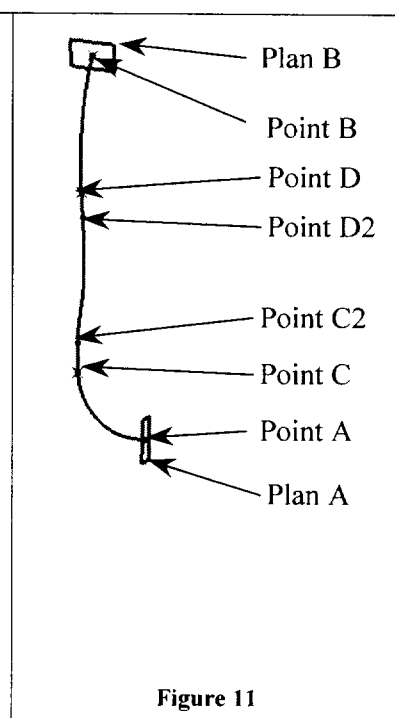 Plan B
Point B
Point D
Point D2
Point C2
Point C
Point A
Plan A
Figure 11